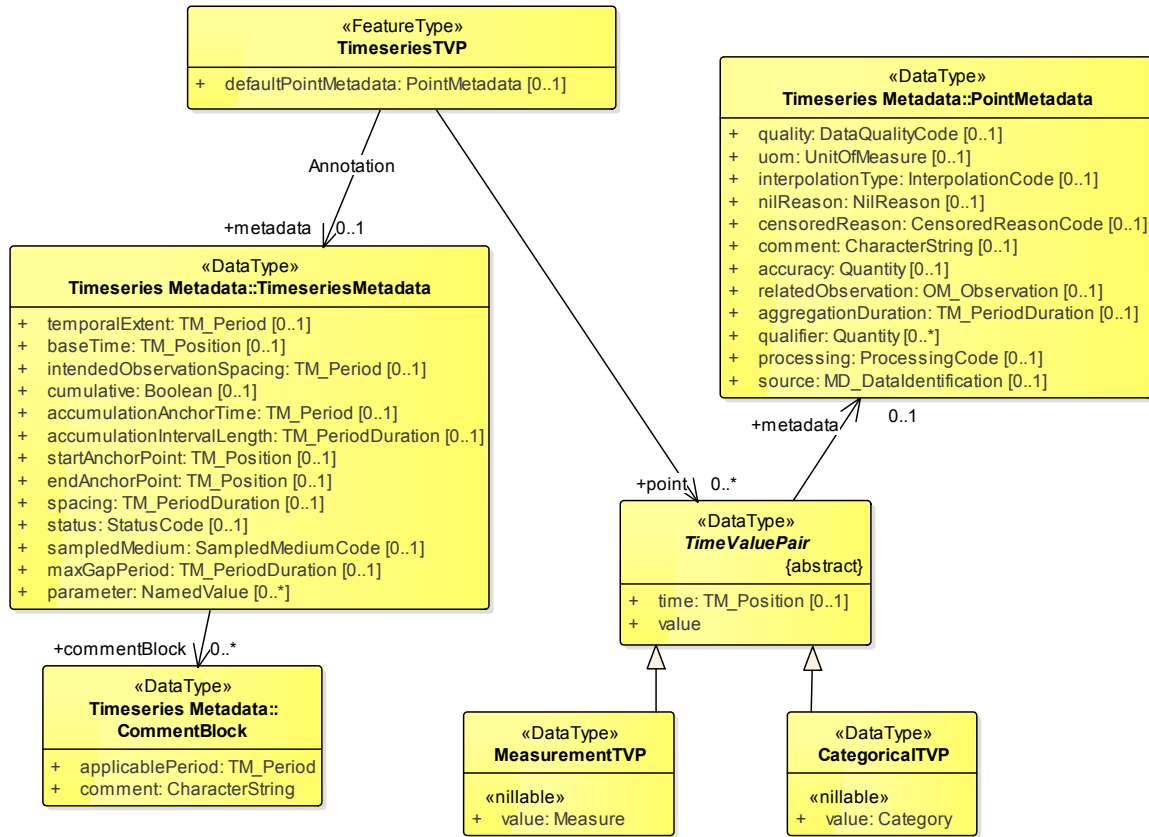 «FeatureType»
TimeseriesTVP
+ defaultPointMetadata: PointMetadata [0..1]
«DataType»
Timeseries Metadata::PointMetadata
+ quality: DataQualityCode [0..1]
+ uom: UnitOfMeasure [0..1]
+ interpolationType: InterpolationCode [0..1]
+ nilReason: NilReason [0..1]
+ censoredReason: CensoredReasonCode [0..1]
+ comment: CharacterString [0..1]
+ accuracy: Quantity [0..1]
+ relatedObservation: OM_Observation [0..1]
+ aggregationDuration: TM_PeriodDuration [0..1]
+ qualifier: Quantity [0..*]
+ processing: ProcessingCode [0..1]
+ source: MD_DataIdentification [0..1]
Annotation
+metadata 0..1
«DataType»
Timeseries Metadata::TimeseriesMetadata
+ temporalExtent: TM_Period [0..1]
+ baseTime: TM_Position [0..1]
+ intendedObservationSpacing: TM_Period [0..1]
+ cumulative: Boolean [0..1]
+ accumulationAnchorTime: TM_Period [0..1]
+ accumulationIntervalLength: TM_PeriodDuration [0..1]
+ startAnchorPoint: TM_Position [0..1]
+ endAnchorPoint: TM_Position [0..1]
+ spacing: TM_PeriodDuration [0..1]
+ status: StatusCode [0..1]
+ sampledMedium: SampledMediumCode [0..1]
+ maxGapPeriod: TM_PeriodDuration [0..1]
+ parameter: NamedValue [0..*]
+metadata 0..1
+point 0..*
«DataType»
TimeValuePair
{abstract}
+ time: TM_Position [0..1]
+ value
+commentBlock 0..*
«DataType»
Timeseries Metadata::
CommentBlock
+ applicablePeriod: TM_Period
+ comment: CharacterString
«DataType»
MeasurementTVP
«nillable»
+ value: Measure
«DataType»
CategoricalTVP
«nillable»
+ value: Category